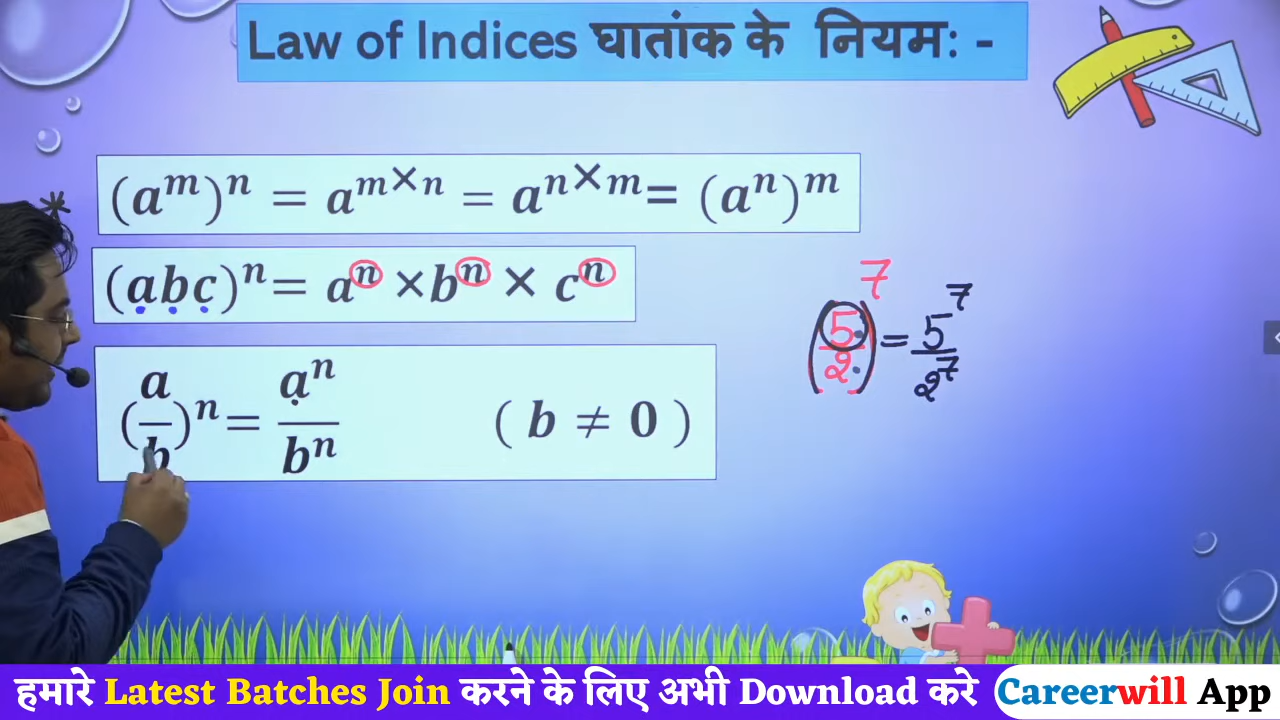 Law of Indices घातांक के नियम: -
*
(a^m)^n = a^{m×n} = a^{n×m} = (a^n)^m
(abc)^n = a^n × b^n × c^n
(5/2)^7 = 5^7/2^7
(a/b)^n = a^n/b^n ( b ≠ 0 )
हमारे Latest Batches Join करने के लिए अभी Download करे Careerwill App